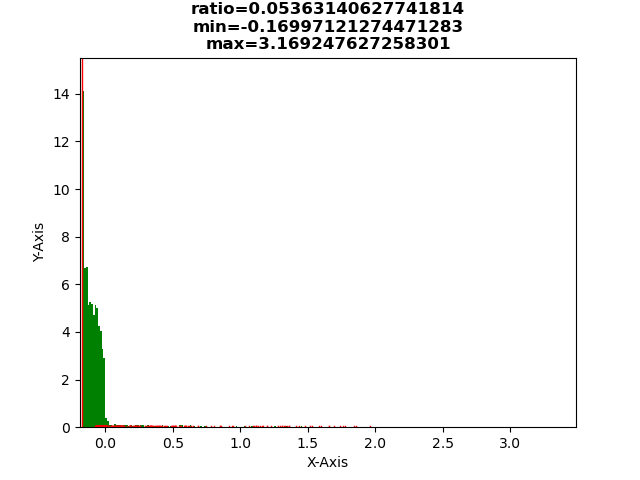 ratio=0.05363140627741814
min=-0.16997121274471283
max=3.169247627258301
14
12
10
8
6
4
2
0
Y-Axis
0.0 0.5 1.0 1.5 2.0 2.5 3.0
X-Axis